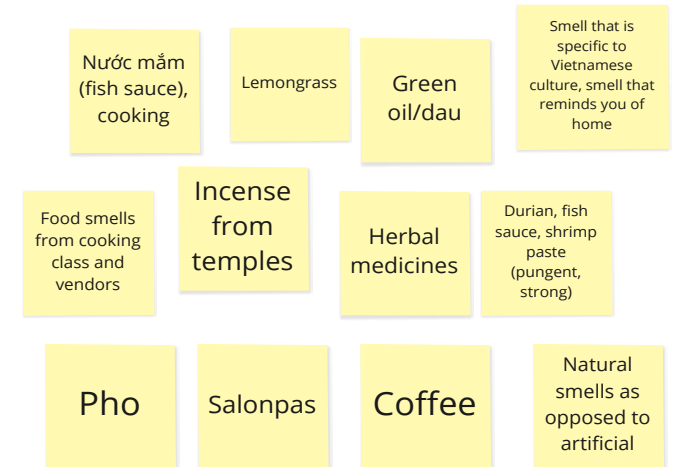 Nước mắm
(fish sauce),
cooking
Lemongrass
Green
oil/dau
Smell that is
specific to
Vietnamese
culture, smell that
reminds you of
home
Food smells
from cooking
class and
vendors
Incense
from
temples
Herbal
medicines
Durian, fish
sauce, shrimp
paste
(pungent,
strong)
Pho
Salonpas
Coffee
Natural
smells as
opposed to
artificial